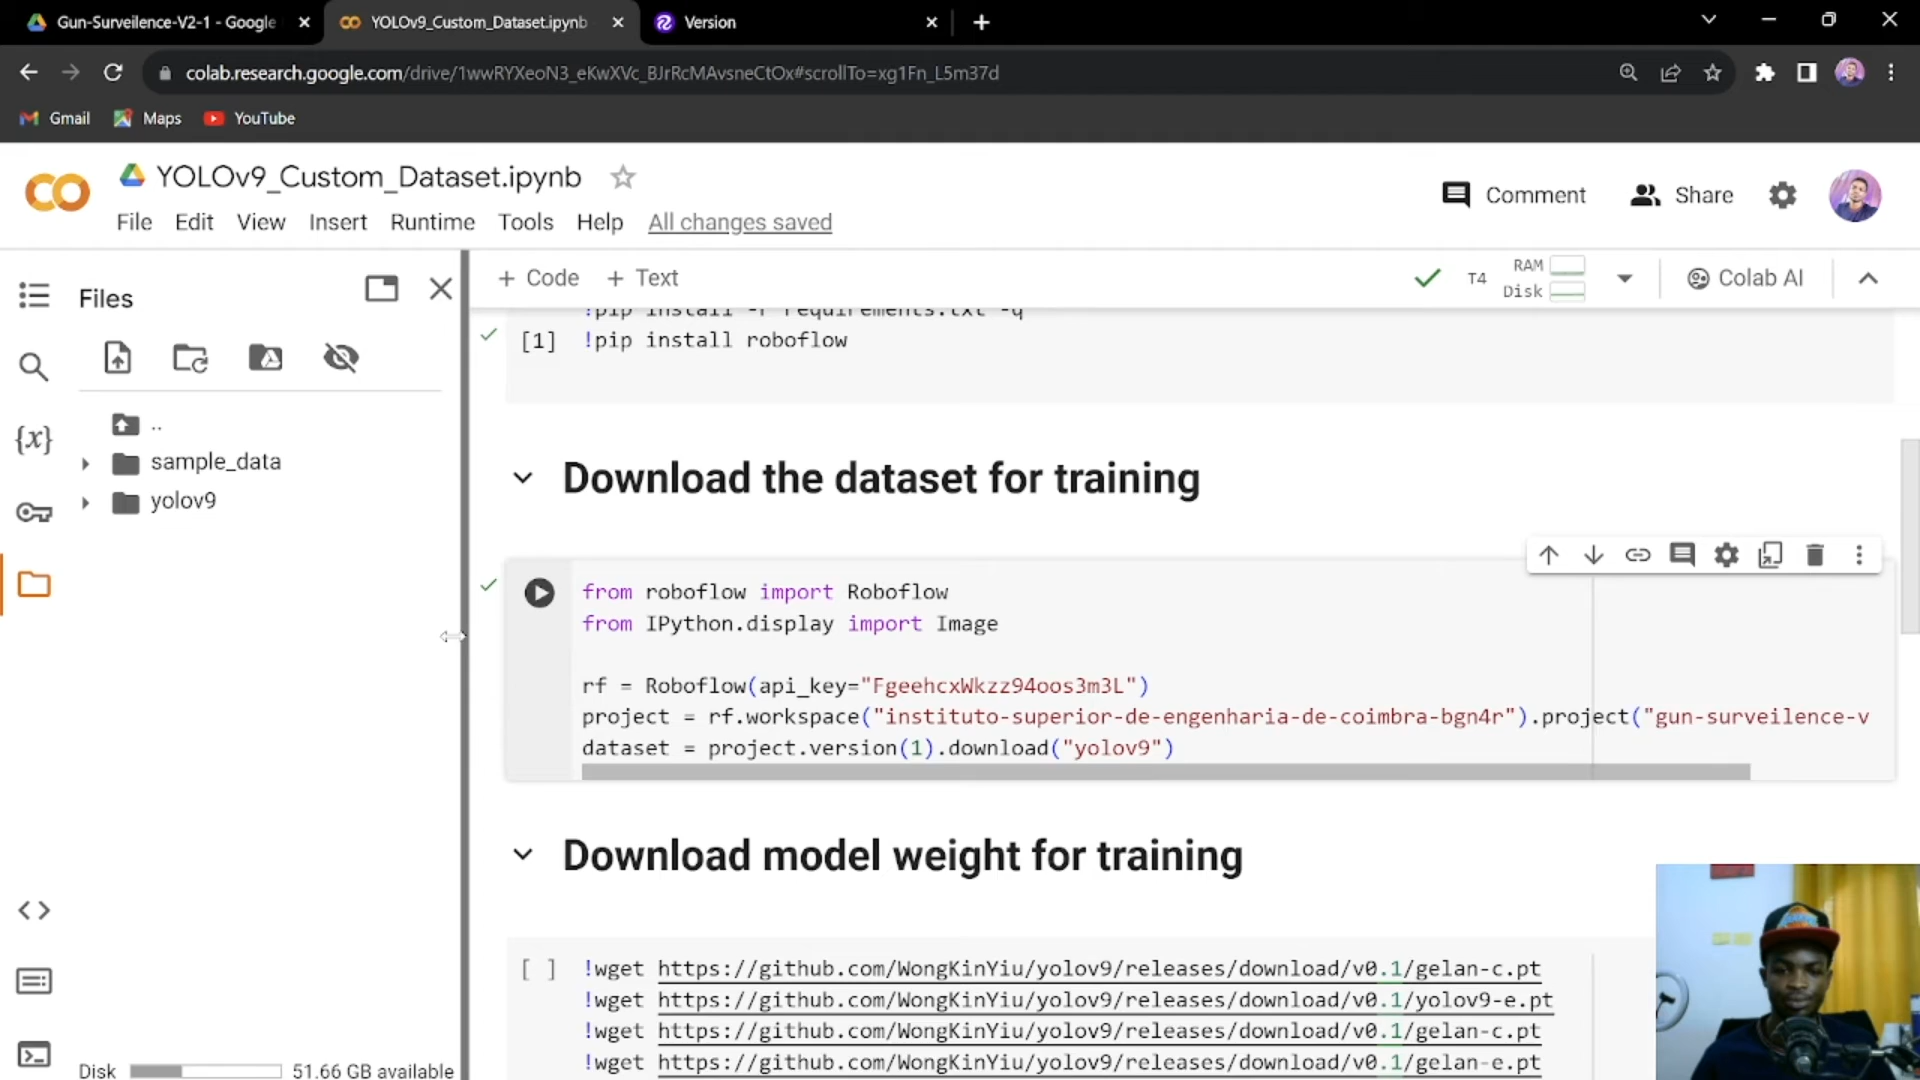 Gun-Surveilence-V2-1 - Google
YOLOv9_Custom_Dataset.ipynb
Version
colab.research.google.com/drive/1wwRYXeoN3_eKwXVc_BJrRcMAvsneCtOx#scrollTo=xg1Fn_L5m37d
Gmail
Maps
YouTube
YOLOv9_Custom_Dataset.ipynb
Comment
Share
File Edit View Insert Runtime Tools Help All changes saved
Files
+ Code + Text
T4
RAM
Disk
Colab AI
..
sample_data
yolov9
{x}
!pip install -r requirements.txt -q
[1] !pip install roboflow
Download the dataset for training
from roboflow import Roboflow
from IPython.display import Image
rf = Roboflow(api_key="FgeehcxWkzz94oos3m3L")
project = rf.workspace("instituto-superior-de-engenharia-de-coimbra-bgn4r").project("gun-surveilence-v
dataset = project.version(1).download("yolov9")
Download model weight for training
[ ] !wget https://github.com/WongKinYiu/yolov9/releases/download/v0.1/gelan-c.pt
!wget https://github.com/WongKinYiu/yolov9/releases/download/v0.1/yolov9-e.pt
!wget https://github.com/WongKinYiu/yolov9/releases/download/v0.1/gelan-c.pt
!wget https://github.com/WongKinYiu/yolov9/releases/download/v0.1/gelan-e.pt
Disk 51.66 GB available